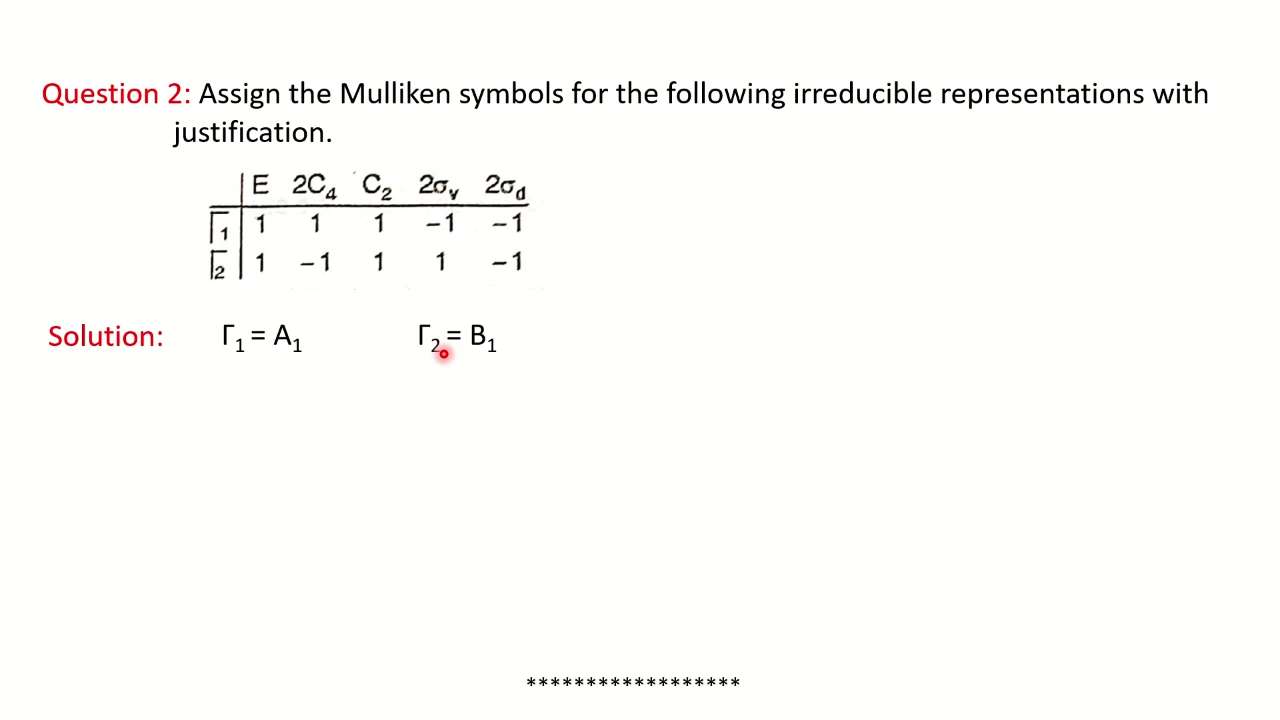 Question 2: Assign the Mulliken symbols for the following irreducible representations with
justification.
E 2C₄ C₂ 2σᵥ 2σd
Γ₁ 1 1 1 −1 −1
Γ₂ 1 −1 1 1 −1
Solution: Γ₁ = A₁ Γ₂ = B₁
******************